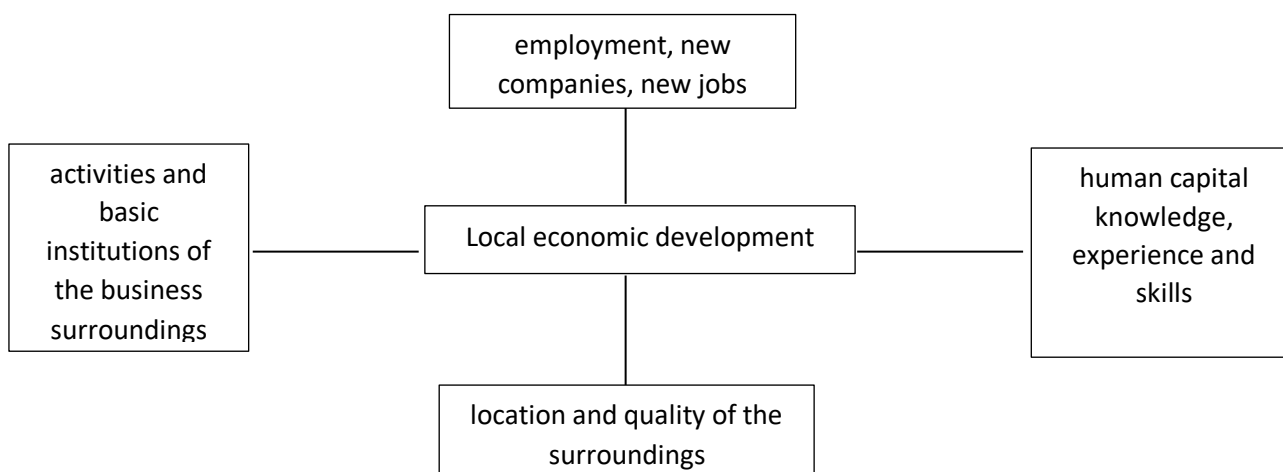 employment, new
companies, new jobs
activities and
basic
institutions of
the business
surroundings
Local economic development
human capital
knowledge,
experience and
skills
location and quality of the
surroundings